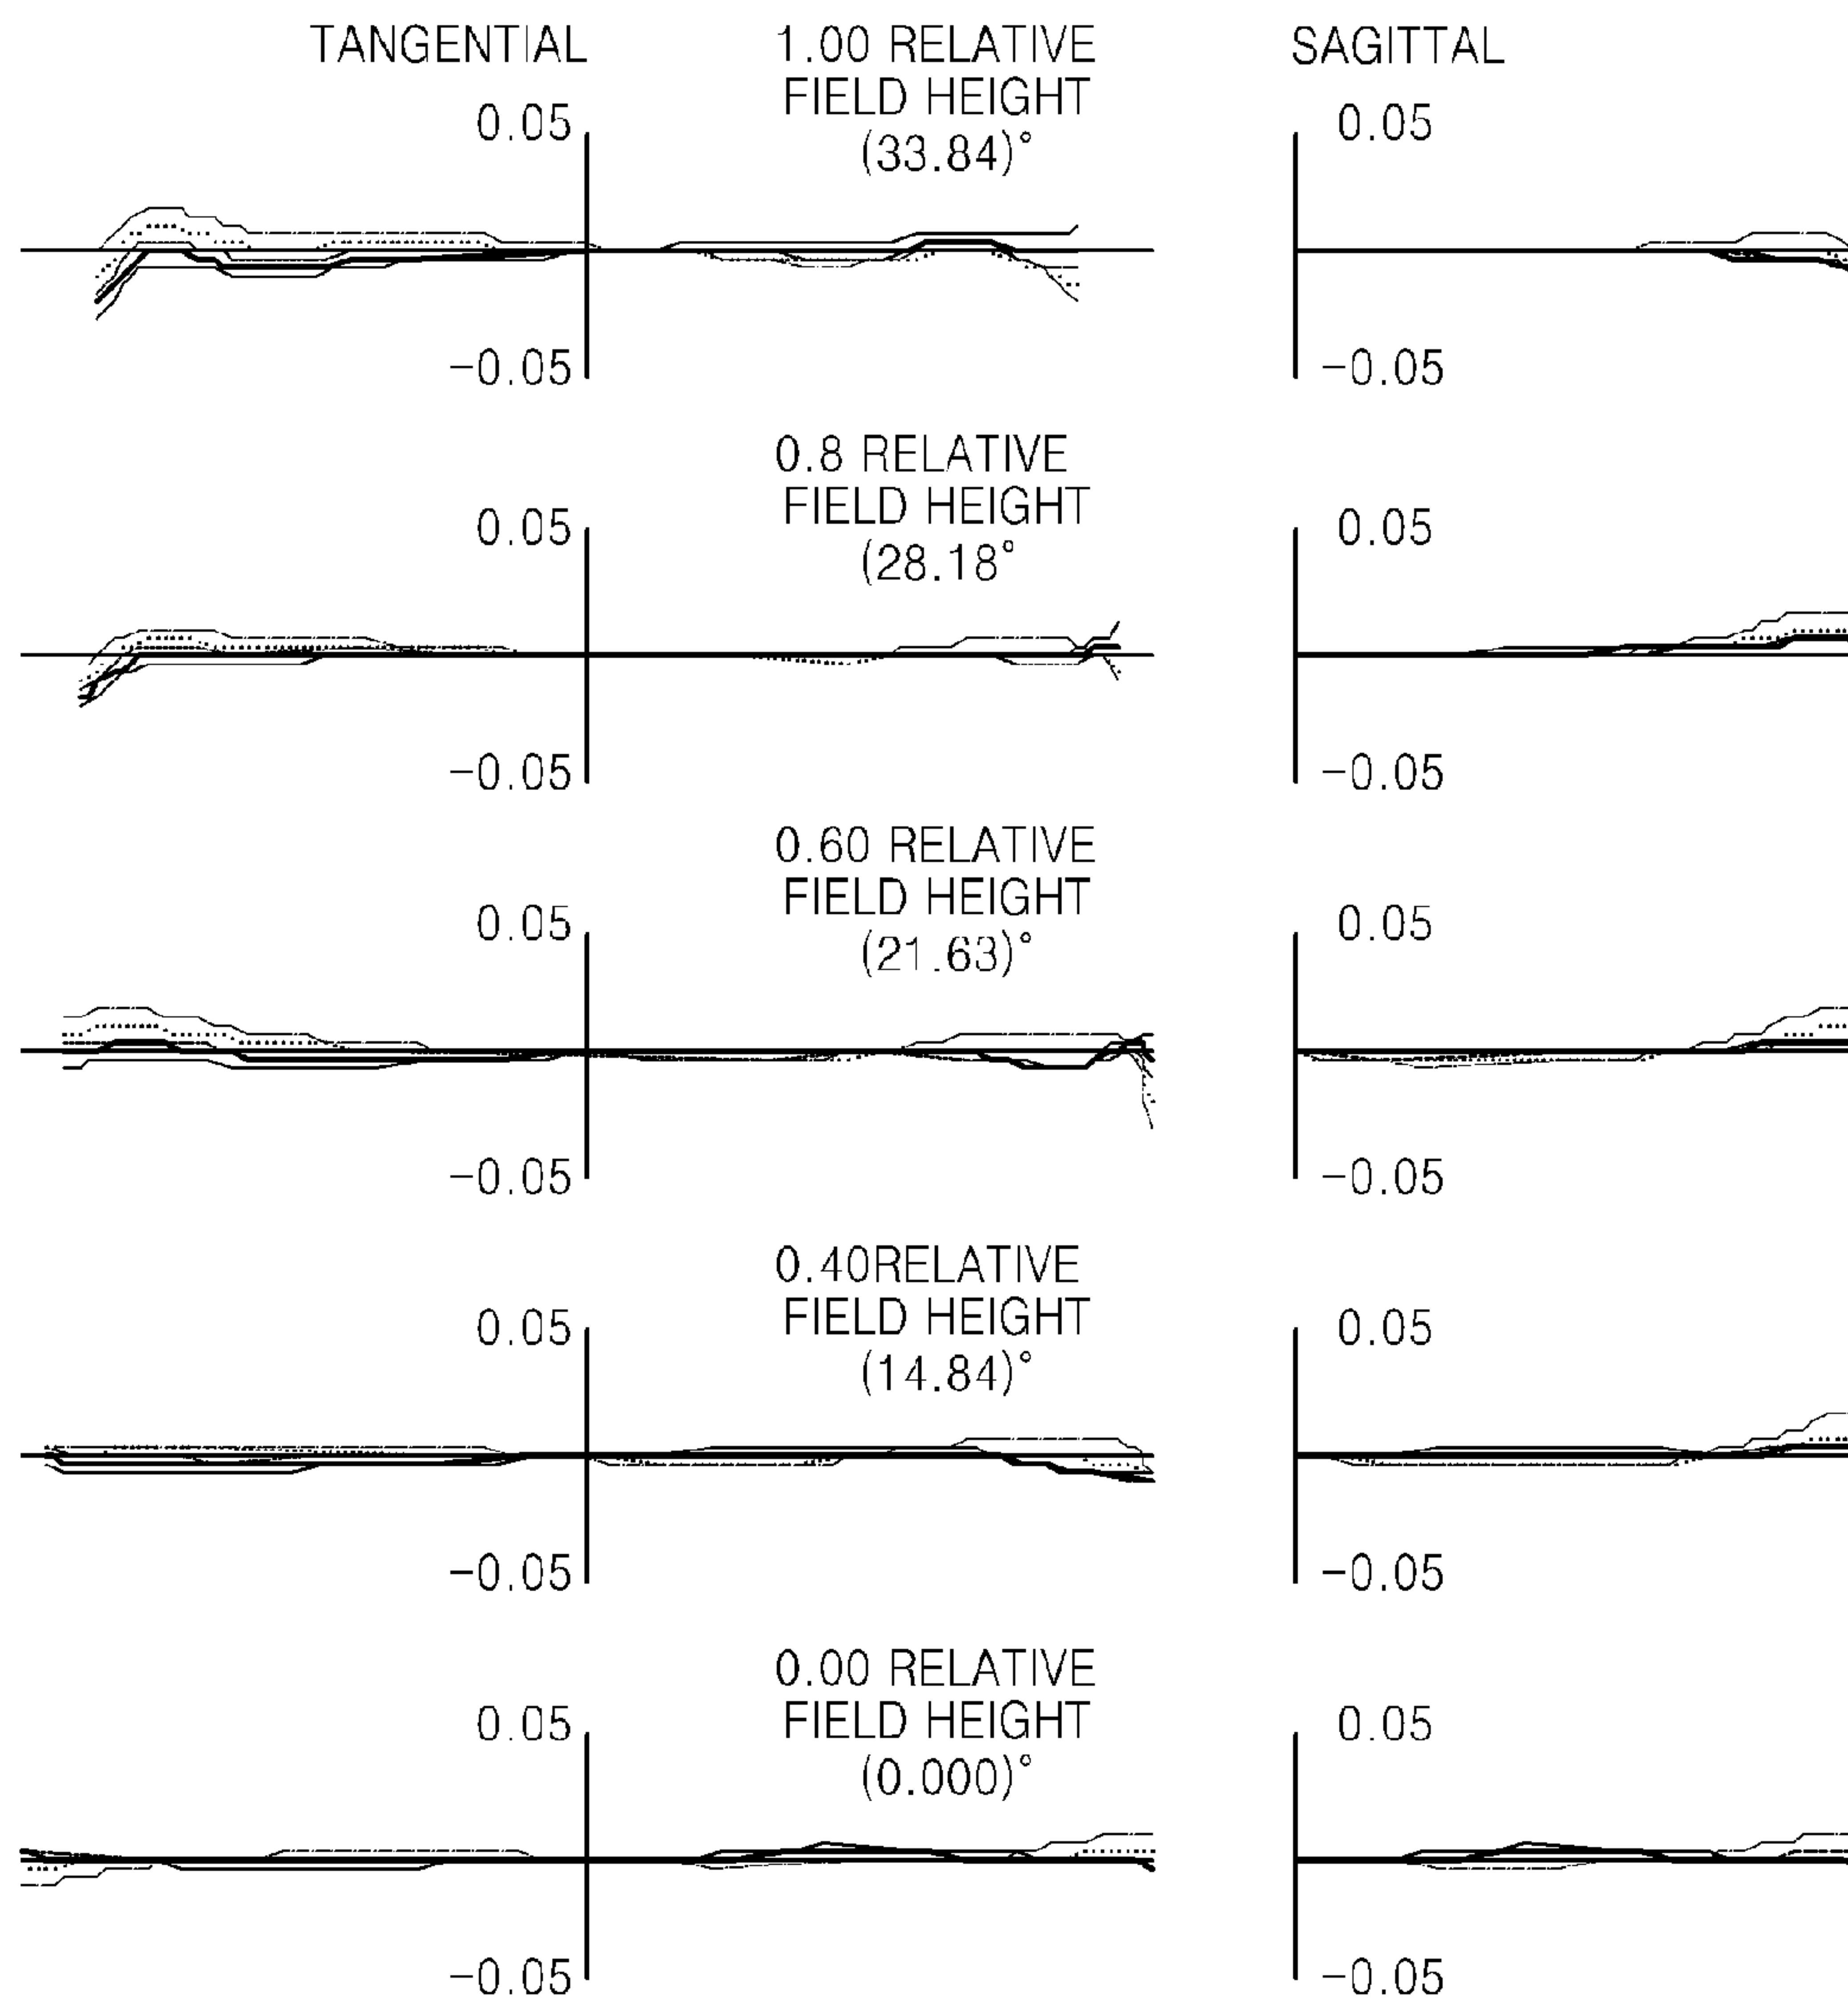 TANGENTIAL 1.00 RELATIVE SAGITTAL
FIELD HEIGHT
0.05 0.05
(33.84)°
−0.05 −0.05
0.8 RELATIVE
FIELD HEIGHT
0.05 0.05
(28.18°
−0.05 −0.05
0.60 RELATIVE
FIELD HEIGHT
0.05 0.05
(21.63)°
−0.05 −0.05
0.40RELATIVE
FIELD HEIGHT
0.05 0.05
(14.84)°
−0.05 −0.05
0.00 RELATIVE
FIELD HEIGHT
0.05 0.05
(0.000)°
−0.05 −0.05